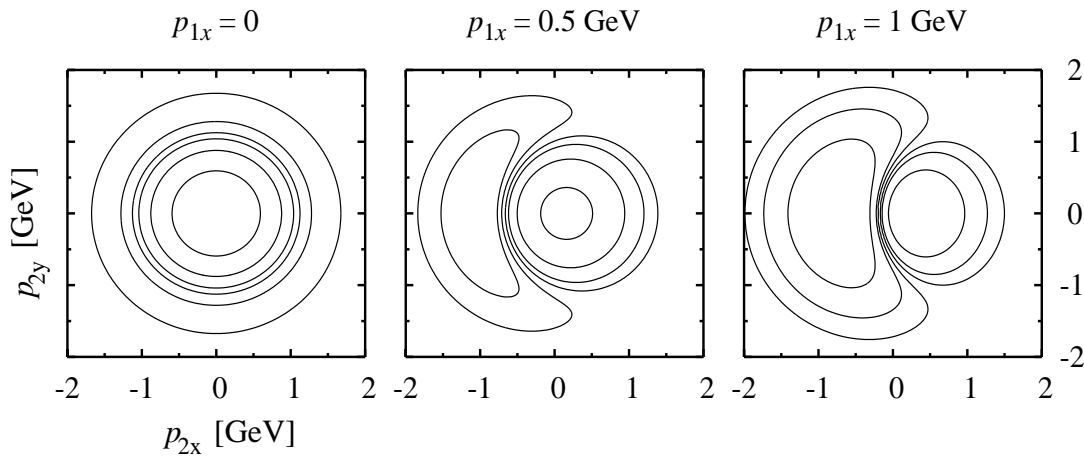 p1x = 0
p1x = 0.5 GeV
p1x = 1 GeV
2
1
0
-1
-2
p2y [GeV]
-2 -1 0 1 2
-2 -1 0 1 2
-2 -1 0 1 2
p2x [GeV]